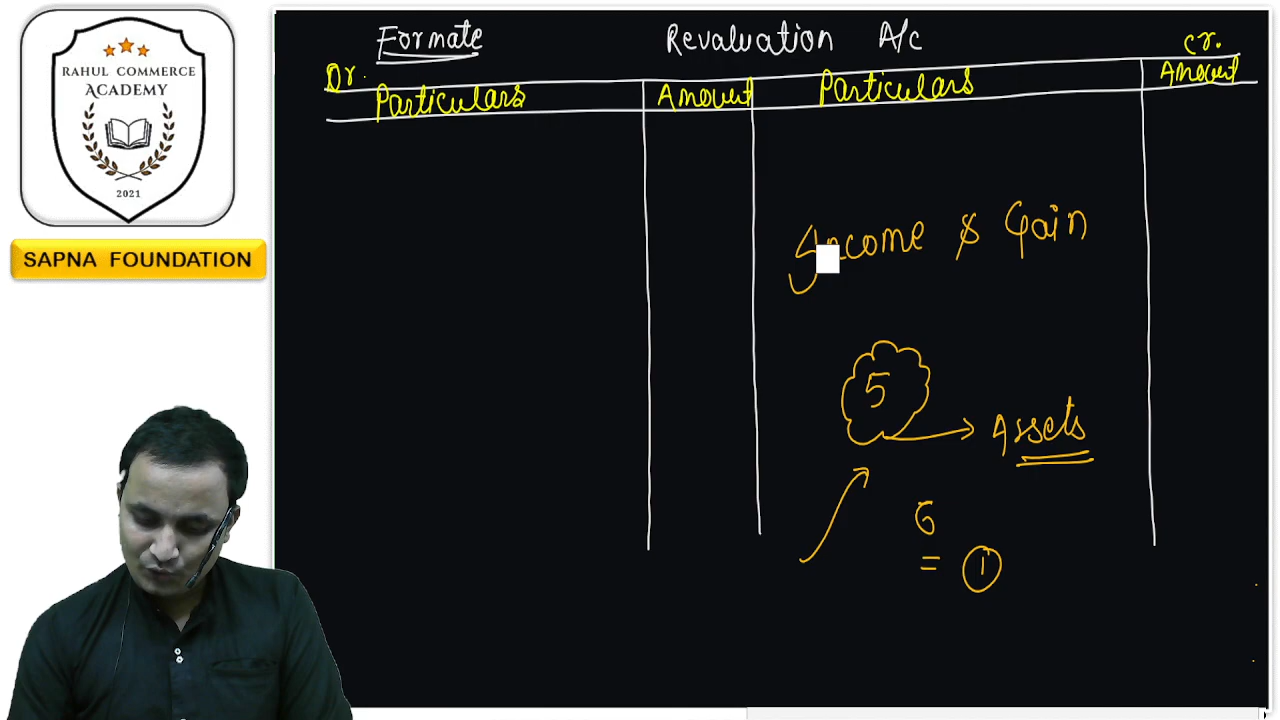 RAHUL COMMERCE
ACADEMY
2021
SAPNA FOUNDATION
Formate Revaluation A/c
Dr. Cr.
Particulars Amount Particulars Amount
Income & Gain
5
Assets
6
= 1